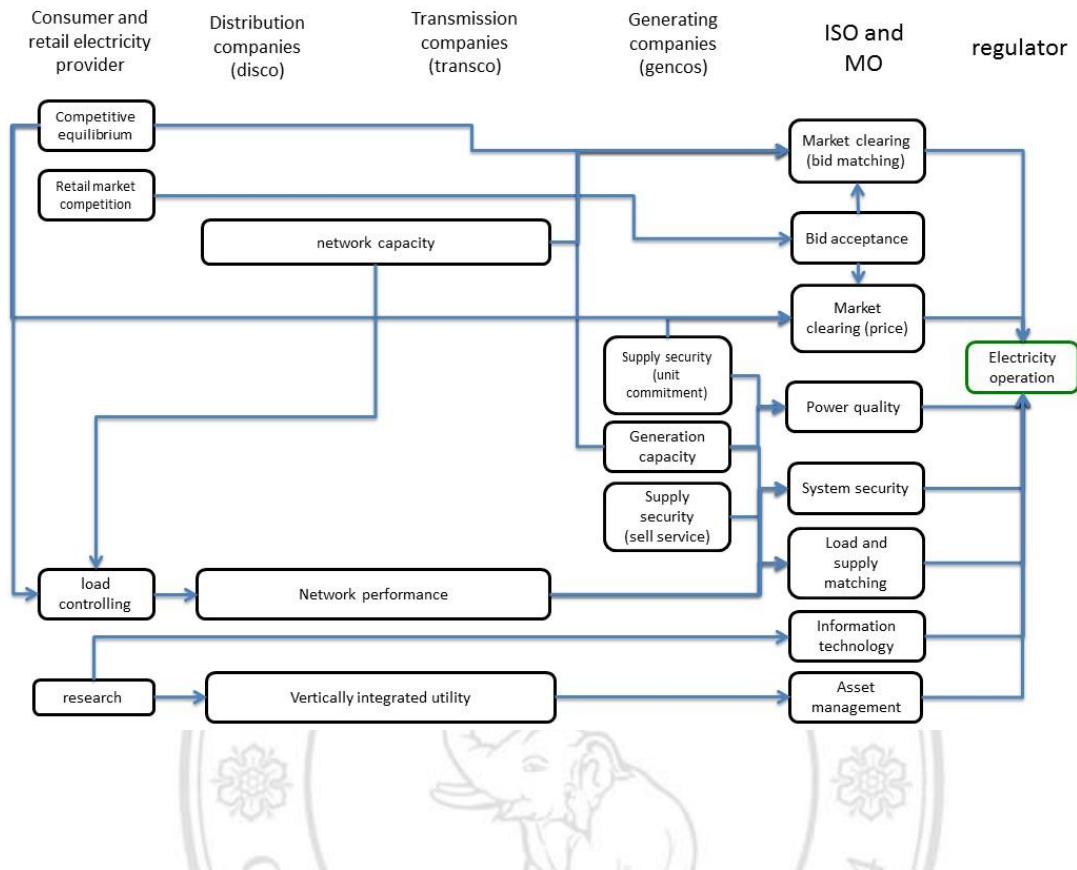 Consumer
and retail electricity
provider
Distribution
companies
(disco)
Transmission
companies
(transco)
Generating
companies
(gencos)
ISO and
MO
regulator
Competitive
equilibrium
Market clearing
(bid matching)
Retail market
competition
network capacity
Bid acceptance
Market
clearing (price)
Supply security
(unit
commitment)
Electricity
operation
Power quality
Generation
capacity
System security
Supply
security
(sell service)
Load and
supply
matching
load
controlling
Network performance
Information
technology
research
Vertically integrated utility
Asset
management